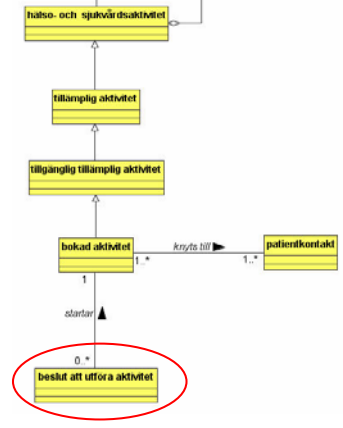 hälso- och sjukvårdsaktivitet
tillämplig aktivitet
tillgänglig tillämplig aktivitet
bokad aktivitet
knyts till
patientkontakt
1..*
1..*
1
startar
0..*
beslut att utföra aktivitet